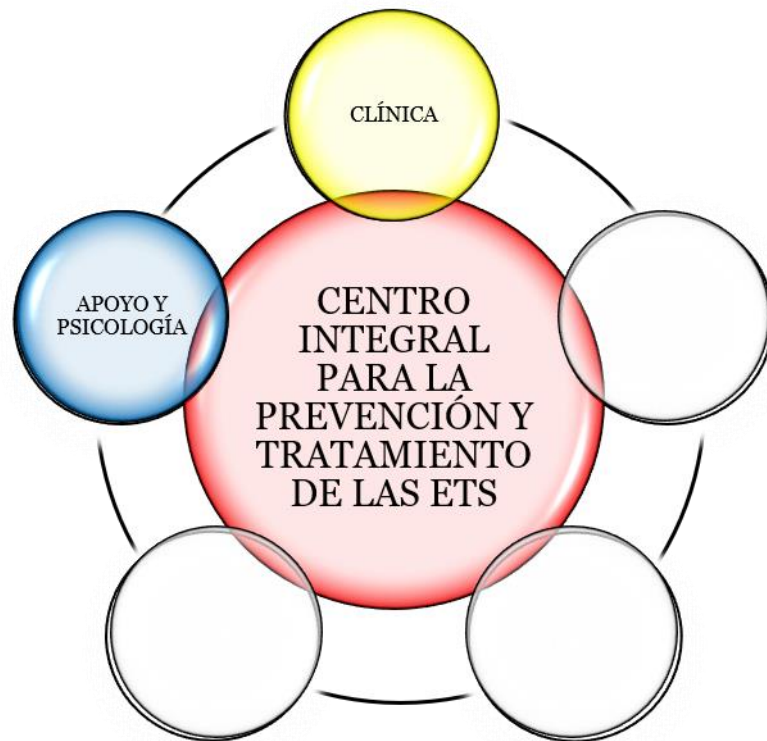 CLÍNICA
APOYO Y
PSICOLOGÍA
CENTRO
INTEGRAL
PARA LA
PREVENCIÓN Y
TRATAMIENTO
DE LAS ETS